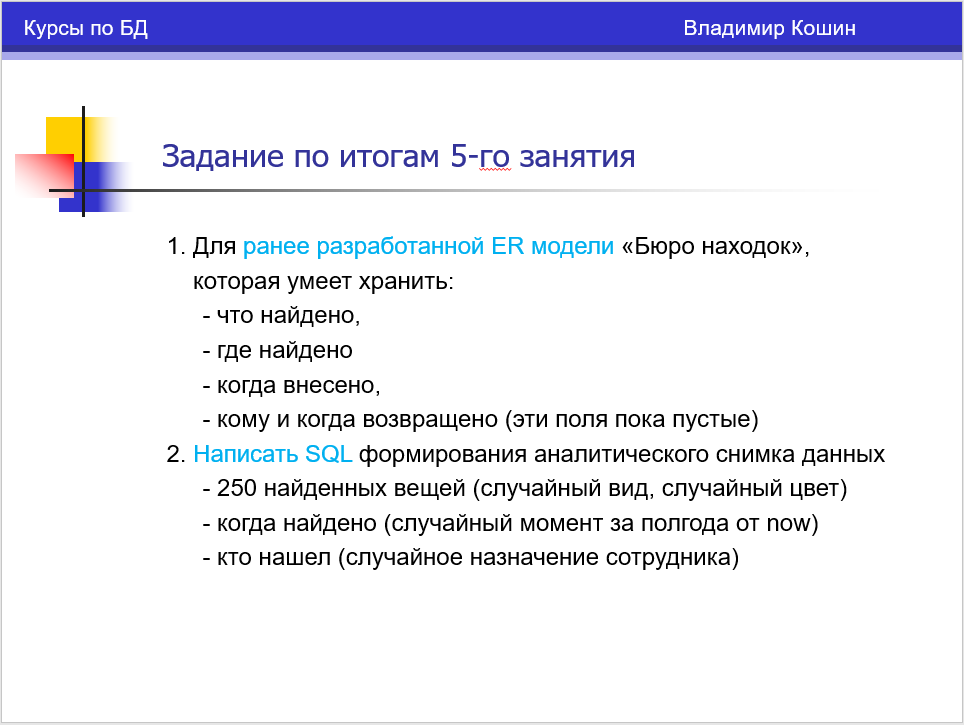 Курсы по БД
Владимир Кошин
Задание по итогам 5-го занятия
1. Для ранее разработанной ER модели «Бюро находок»,
которая умеет хранить:
- что найдено,
- где найдено
- когда внесено,
- кому и когда возвращено (эти поля пока пустые)
2. Написать SQL формирования аналитического снимка данных
- 250 найденных вещей (случайный вид, случайный цвет)
- когда найдено (случайный момент за полгода от now)
- кто нашел (случайное назначение сотрудника)